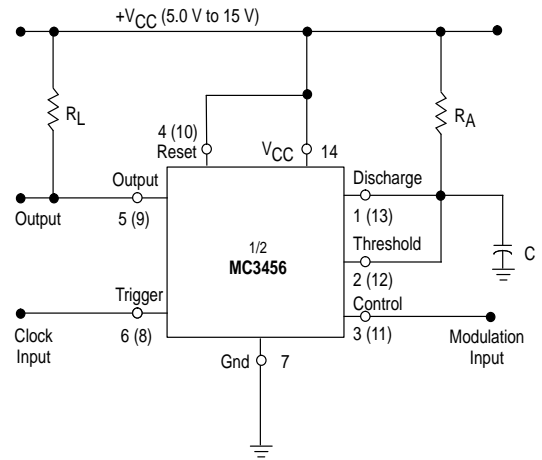 +VCC (5.0 V to 15 V)
RL
RA
4 (10)
Reset
VCC
14
Output
5 (9)
Output
Discharge
1 (13)
1/2
MC3456
Threshold
2 (12)
C
Trigger
6 (8)
Control
3 (11)
Clock
Input
Modulation
Input
Gnd
7